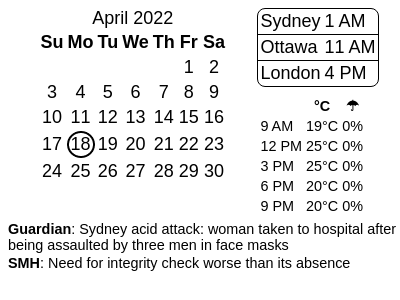 April 2022
Su Mo Tu We Th Fr Sa
1 2
3 4 5 6 7 8 9
10 11 12 13 14 15 16
17 18 19 20 21 22 23
24 25 26 27 28 29 30
Sydney 1 AM
Ottawa 11 AM
London 4 PM
°C ☂
9 AM 19°C 0%
12 PM 25°C 0%
3 PM 25°C 0%
6 PM 20°C 0%
9 PM 20°C 0%
Guardian: Sydney acid attack: woman taken to hospital after
being assaulted by three men in face masks
SMH: Need for integrity check worse than its absence